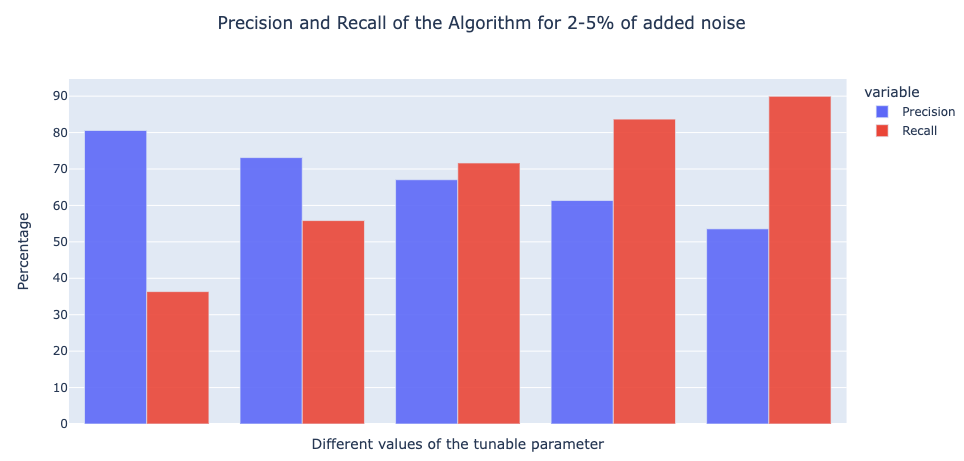 Precision and Recall of the Algorithm for 2-5% of added noise
variable
Precision
Recall
90
80
70
60
50
40
30
20
10
0
Percentage
Different values of the tunable parameter